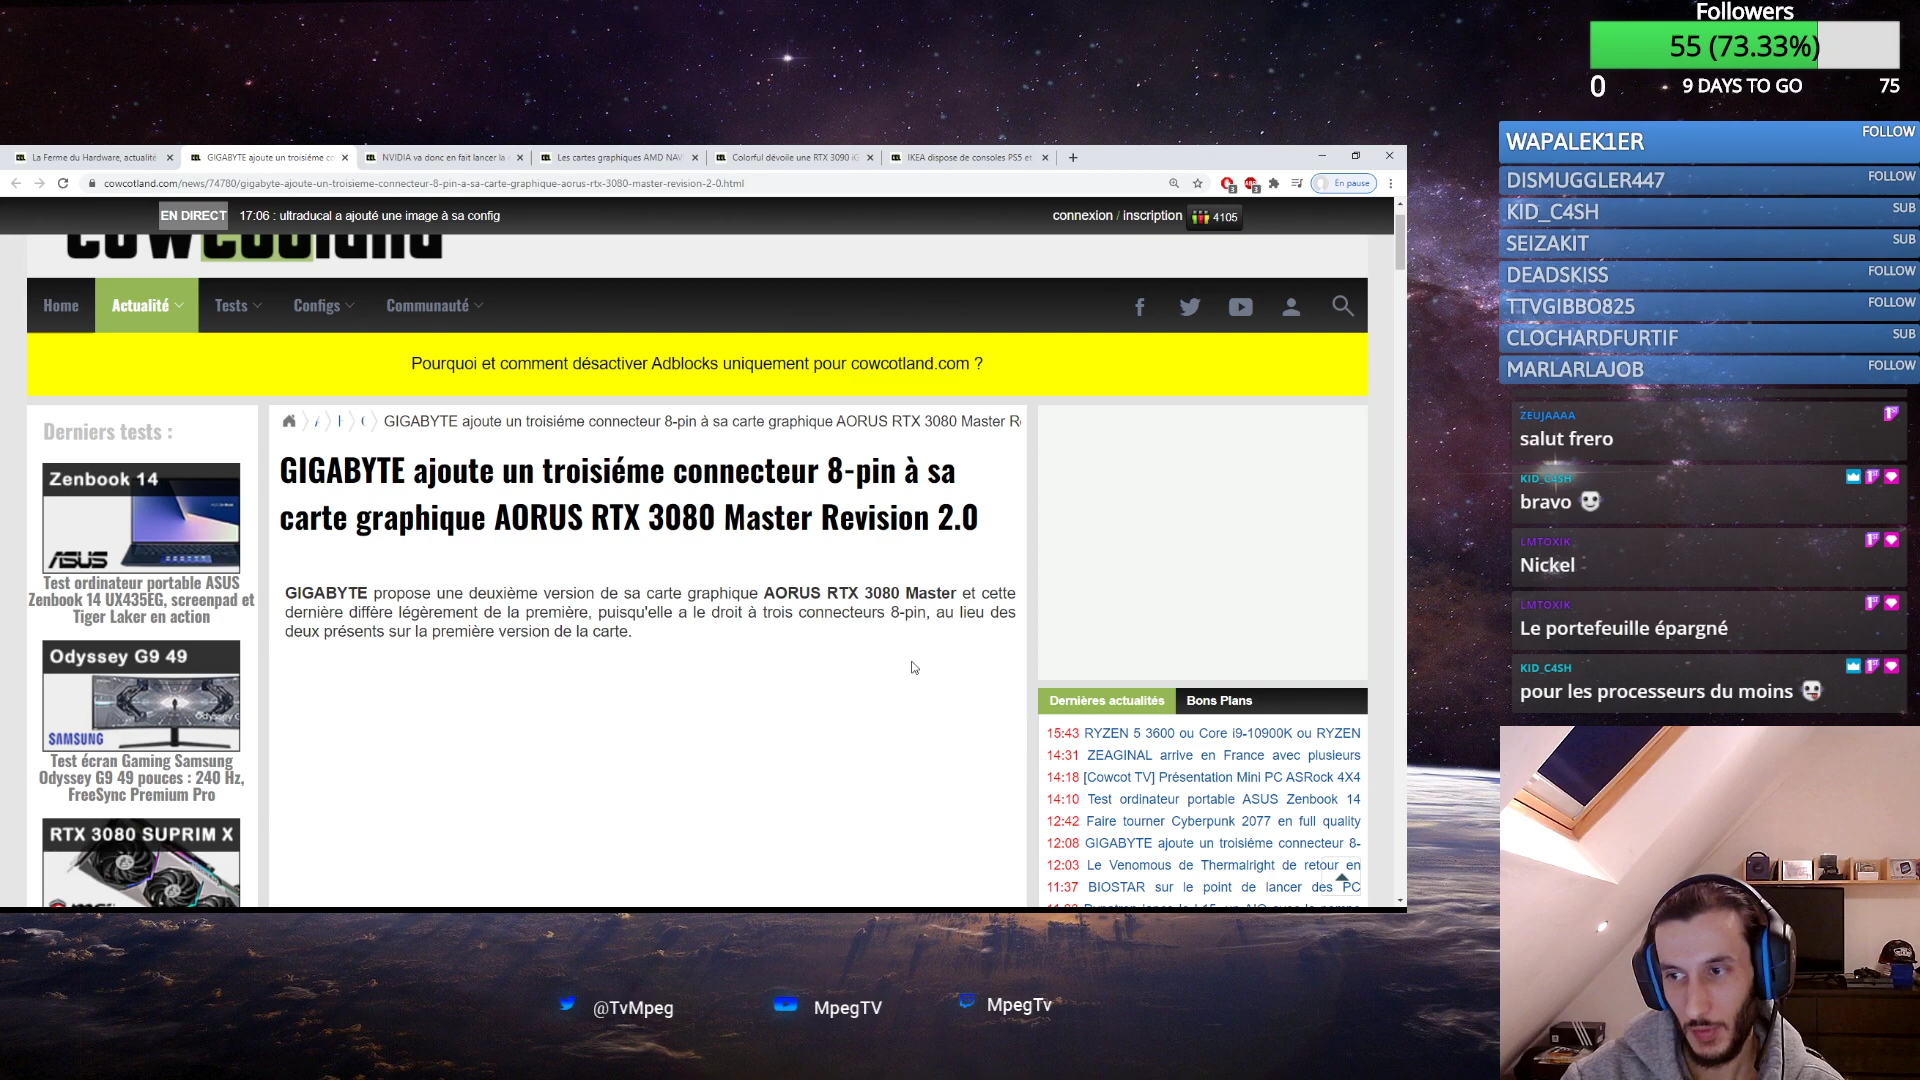 Followers
55 (73.33%)
0
9 DAYS TO GO
75
WAPALEK1ER FOLLOW
DISMUGGLER447 FOLLOW
KID_C4SH SUB
SEIZAKIT SUB
DEADSKISS FOLLOW
TTVGIBBO825 FOLLOW
CLOCHARDFURTIF SUB
MARLARLAJOB FOLLOW
ZEUJAAAA
salut frero
KID_C4SH
bravo
LMTOXIK
Nickel
LMTOXIK
Le portefeuille épargné
KID_C4SH
pour les processeurs du moins
La Ferme du Hardware, actualité
GIGABYTE ajoute un troisiéme co
NVIDIA va donc en fait lancer la
Les cartes graphiques AMD NAV
Colorful dévoile une RTX 3090 iG
IKEA dispose de consoles PS5 et
cowcotland.com/news/74780/gigabyte-ajoute-un-troisieme-connecteur-8-pin-a-sa-carte-graphique-aorus-rtx-3080-master-revision-2-0.html
3
3
En pause
EN DIRECT 17:06 : ultraducal a ajouté une image à sa config
connexion / inscription 4105
cowcotland
Home
Actualité
Tests
Configs
Communauté
Pourquoi et comment désactiver Adblocks uniquement pour cowcotland.com ?
Derniers tests :
Zenbook 14
ASUS
Test ordinateur portable ASUS
Zenbook 14 UX435EG, screenpad et
Tiger Laker en action
Odyssey G9 49
SAMSUNG
Test écran Gaming Samsung
Odyssey G9 49 pouces : 240 Hz,
FreeSync Premium Pro
RTX 3080 SUPRIM X
GIGABYTE ajoute un troisiéme connecteur 8-pin à sa carte graphique AORUS RTX 3080 Master Re
GIGABYTE ajoute un troisiéme connecteur 8-pin à sa
carte graphique AORUS RTX 3080 Master Revision 2.0
GIGABYTE propose une deuxième version de sa carte graphique AORUS RTX 3080 Master et cette
dernière diffère légèrement de la première, puisqu'elle a le droit à trois connecteurs 8-pin, au lieu des
deux présents sur la première version de la carte.
Dernières actualités
Bons Plans
15:43 RYZEN 5 3600 ou Core i9-10900K ou RYZEN
14:31 ZEAGINAL arrive en France avec plusieurs
14:18 [Cowcot TV] Présentation Mini PC ASRock 4X4
14:10 Test ordinateur portable ASUS Zenbook 14
12:42 Faire tourner Cyberpunk 2077 en full quality
12:08 GIGABYTE ajoute un troisiéme connecteur 8-
12:03 Le Venomous de Thermalright de retour en
11:37 BIOSTAR sur le point de lancer des PC
@TvMpeg
MpegTV
MpegTv